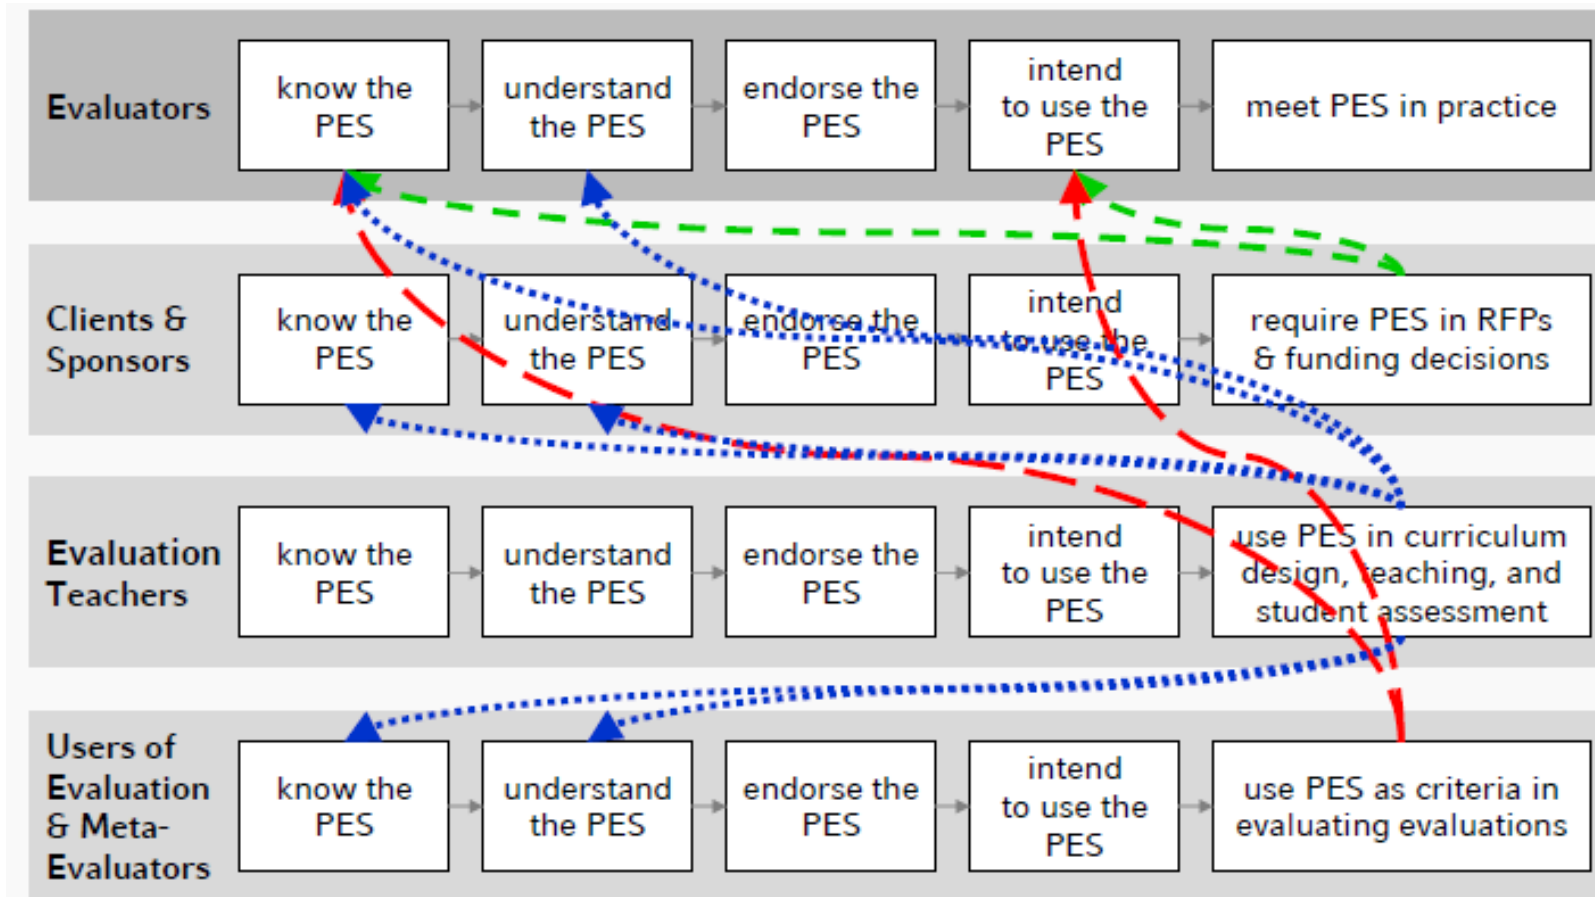 Evaluators
know the
PES
understand
the PES
endorse the
PES
intend
to use the
PES
meet PES in practice
Clients &
Sponsors
know the
PES
understand
the PES
endorse the
PES
intend
to use the
PES
require PES in RFPs
& funding decisions
Evaluation
Teachers
know the
PES
understand
the PES
endorse the
PES
intend
to use the
PES
use PES in curriculum
design, teaching, and
student assessment
Users of
Evaluation
& Meta-
Evaluators
know the
PES
understand
the PES
endorse the
PES
intend
to use the
PES
use PES as criteria in
evaluating evaluations